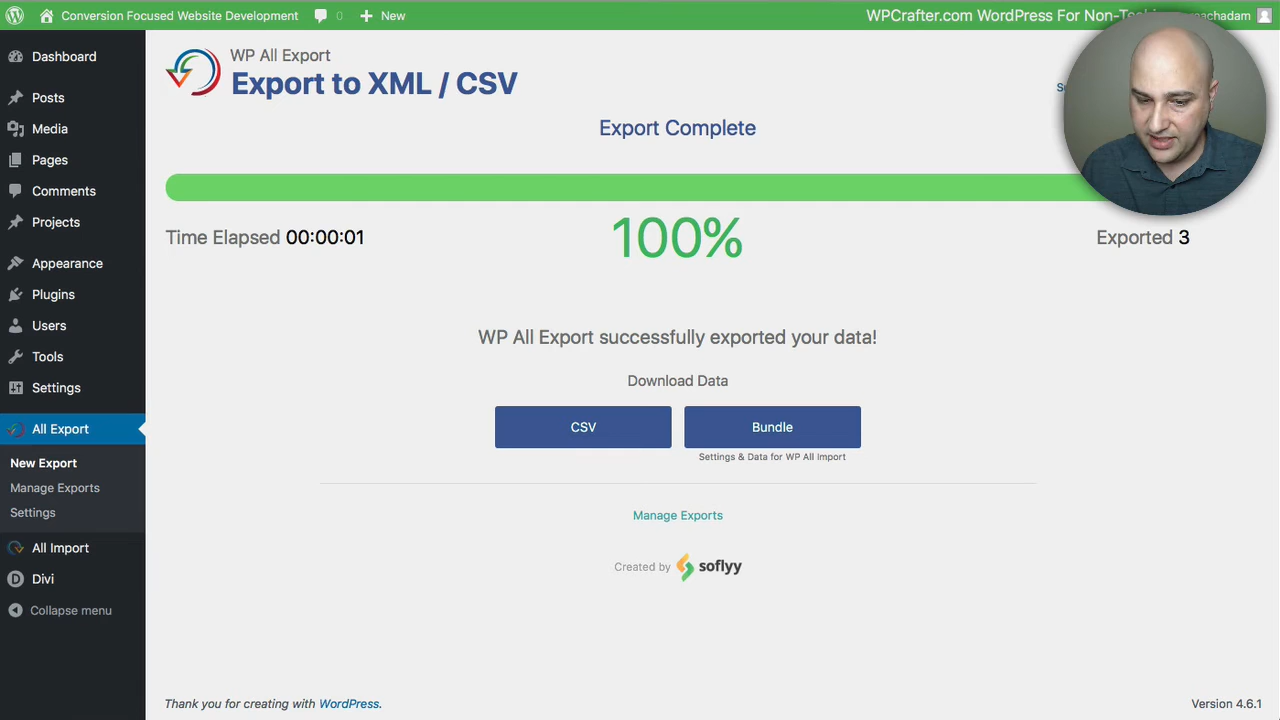 Conversion Focused Website Development
0
New
WPCrafter.com WordPress For Non-
achadam
Dashboard
Posts
Media
Pages
Comments
Projects
Appearance
Plugins
Users
Tools
Settings
All Export
New Export
Manage Exports
Settings
All Import
Divi
Collapse menu
WP All Export
Export to XML / CSV
Export Complete
Time Elapsed 00:00:01
100%
Exported 3
WP All Export successfully exported your data!
Download Data
CSV
Bundle
Settings & Data for WP All Import
Manage Exports
Created by soflyy
Thank you for creating with WordPress.
Version 4.6.1